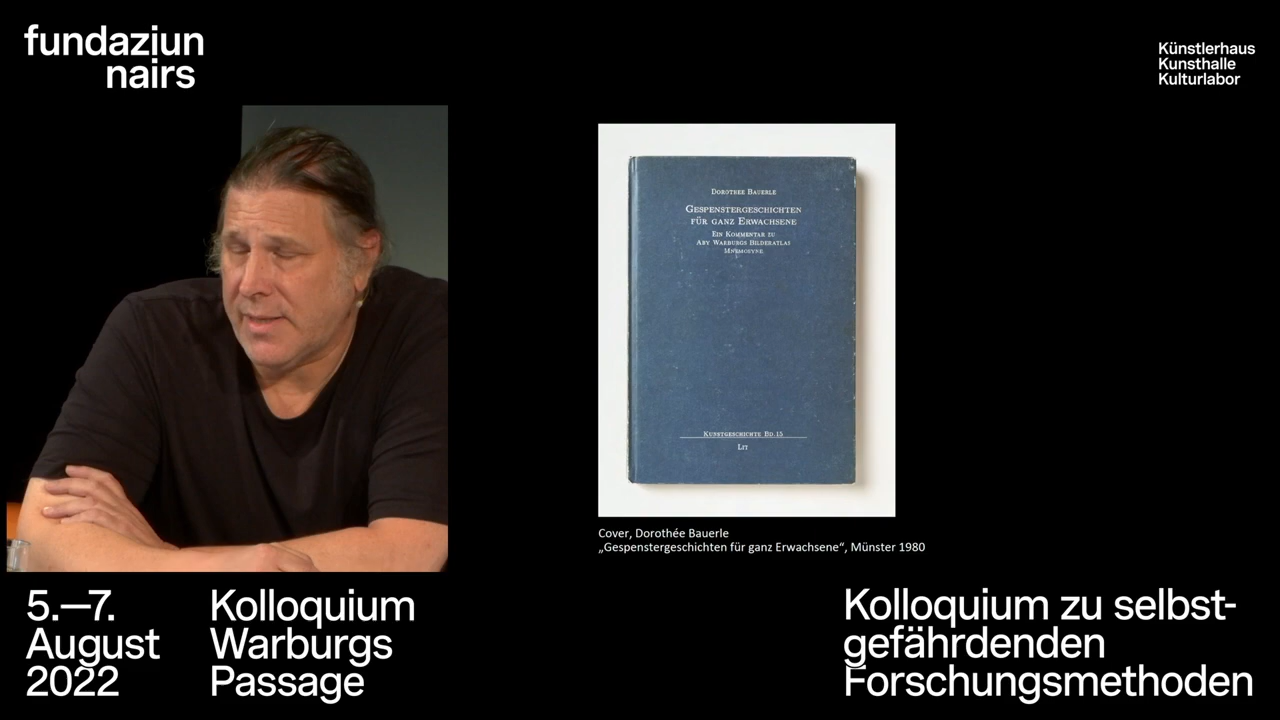 fundaziun
nairs
Künstlerhaus
Kunsthalle
Kulturlabor
Dorothee Bauerle
Gespenstergeschichten
für ganz Erwachsene
Ein Kommentar zu
Aby Warburgs Bilderatlas
Mnemosyne
Kunstgeschichte Bd.15
Lit
Cover, Dorothée Bauerle
„Gespenstergeschichten für ganz Erwachsene“, Münster 1980
5.—7.
August
2022
Kolloquium
Warburgs
Passage
Kolloquium zu selbst-
gefährdenden
Forschungsmethoden